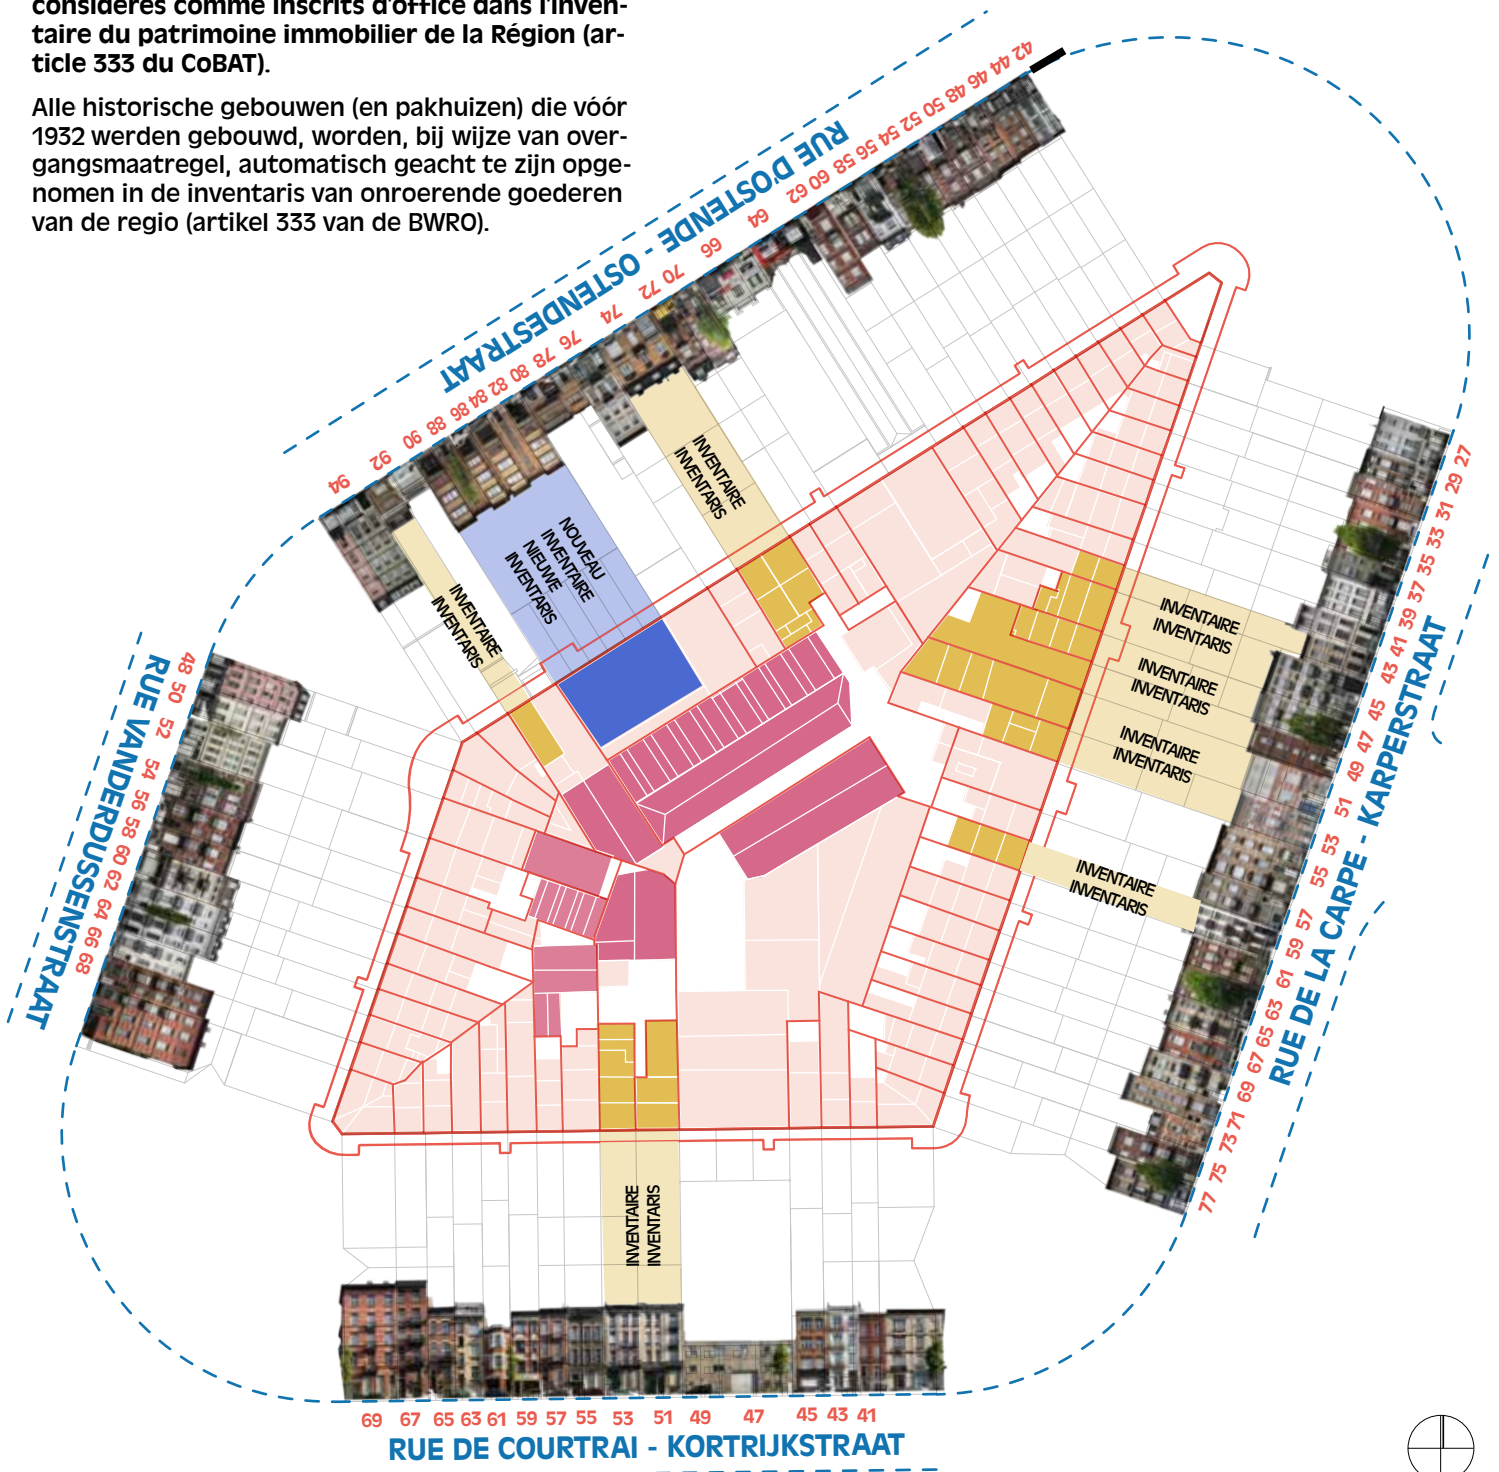 considérés comme inscrits d'office dans l'inven-
taire du patrimoine immobilier de la Région (ar-
ticle 333 du CoBAT).
Alle historische gebouwen (en pakhuizen) die vóór
1932 werden gebouwd, worden, bij wijze van over-
gangsmaatregel, automatisch geacht te zijn opge-
nomen in de inventaris van onroerende goederen
van de regio (artikel 333 van de BWRO).
42 44 46 48 50 52 54 56 58 60 62 64 66 70 72 74 76 78 80 82 84 86 88 90 92 94
RUE D'OSTENDE - OSTENDESTRAAT
INVENTAIRE
INVENTARIS
NOUVEAU
INVENTAIRE
NIEUWE
INVENTARIS
INVENTAIRE
INVENTARIS
27 29 31 33 35 37 39 41 43 45 47 49 51 53 55 57 59 61 63 65 67 69 71 73 75 77
RUE DE LA CARPE - KARPERSTRAAT
INVENTAIRE
INVENTARIS
INVENTAIRE
INVENTARIS
INVENTAIRE
INVENTARIS
INVENTAIRE
INVENTARIS
48 50 52 54 56 58 60 62 64 66 68
RUE VANDERDUSSENSTRAAT
INVENTAIRE
INVENTARIS
69 67 65 63 61 59 57 55 53 51 49 47 45 43 41
RUE DE COURTRAI - KORTRIJKSTRAAT